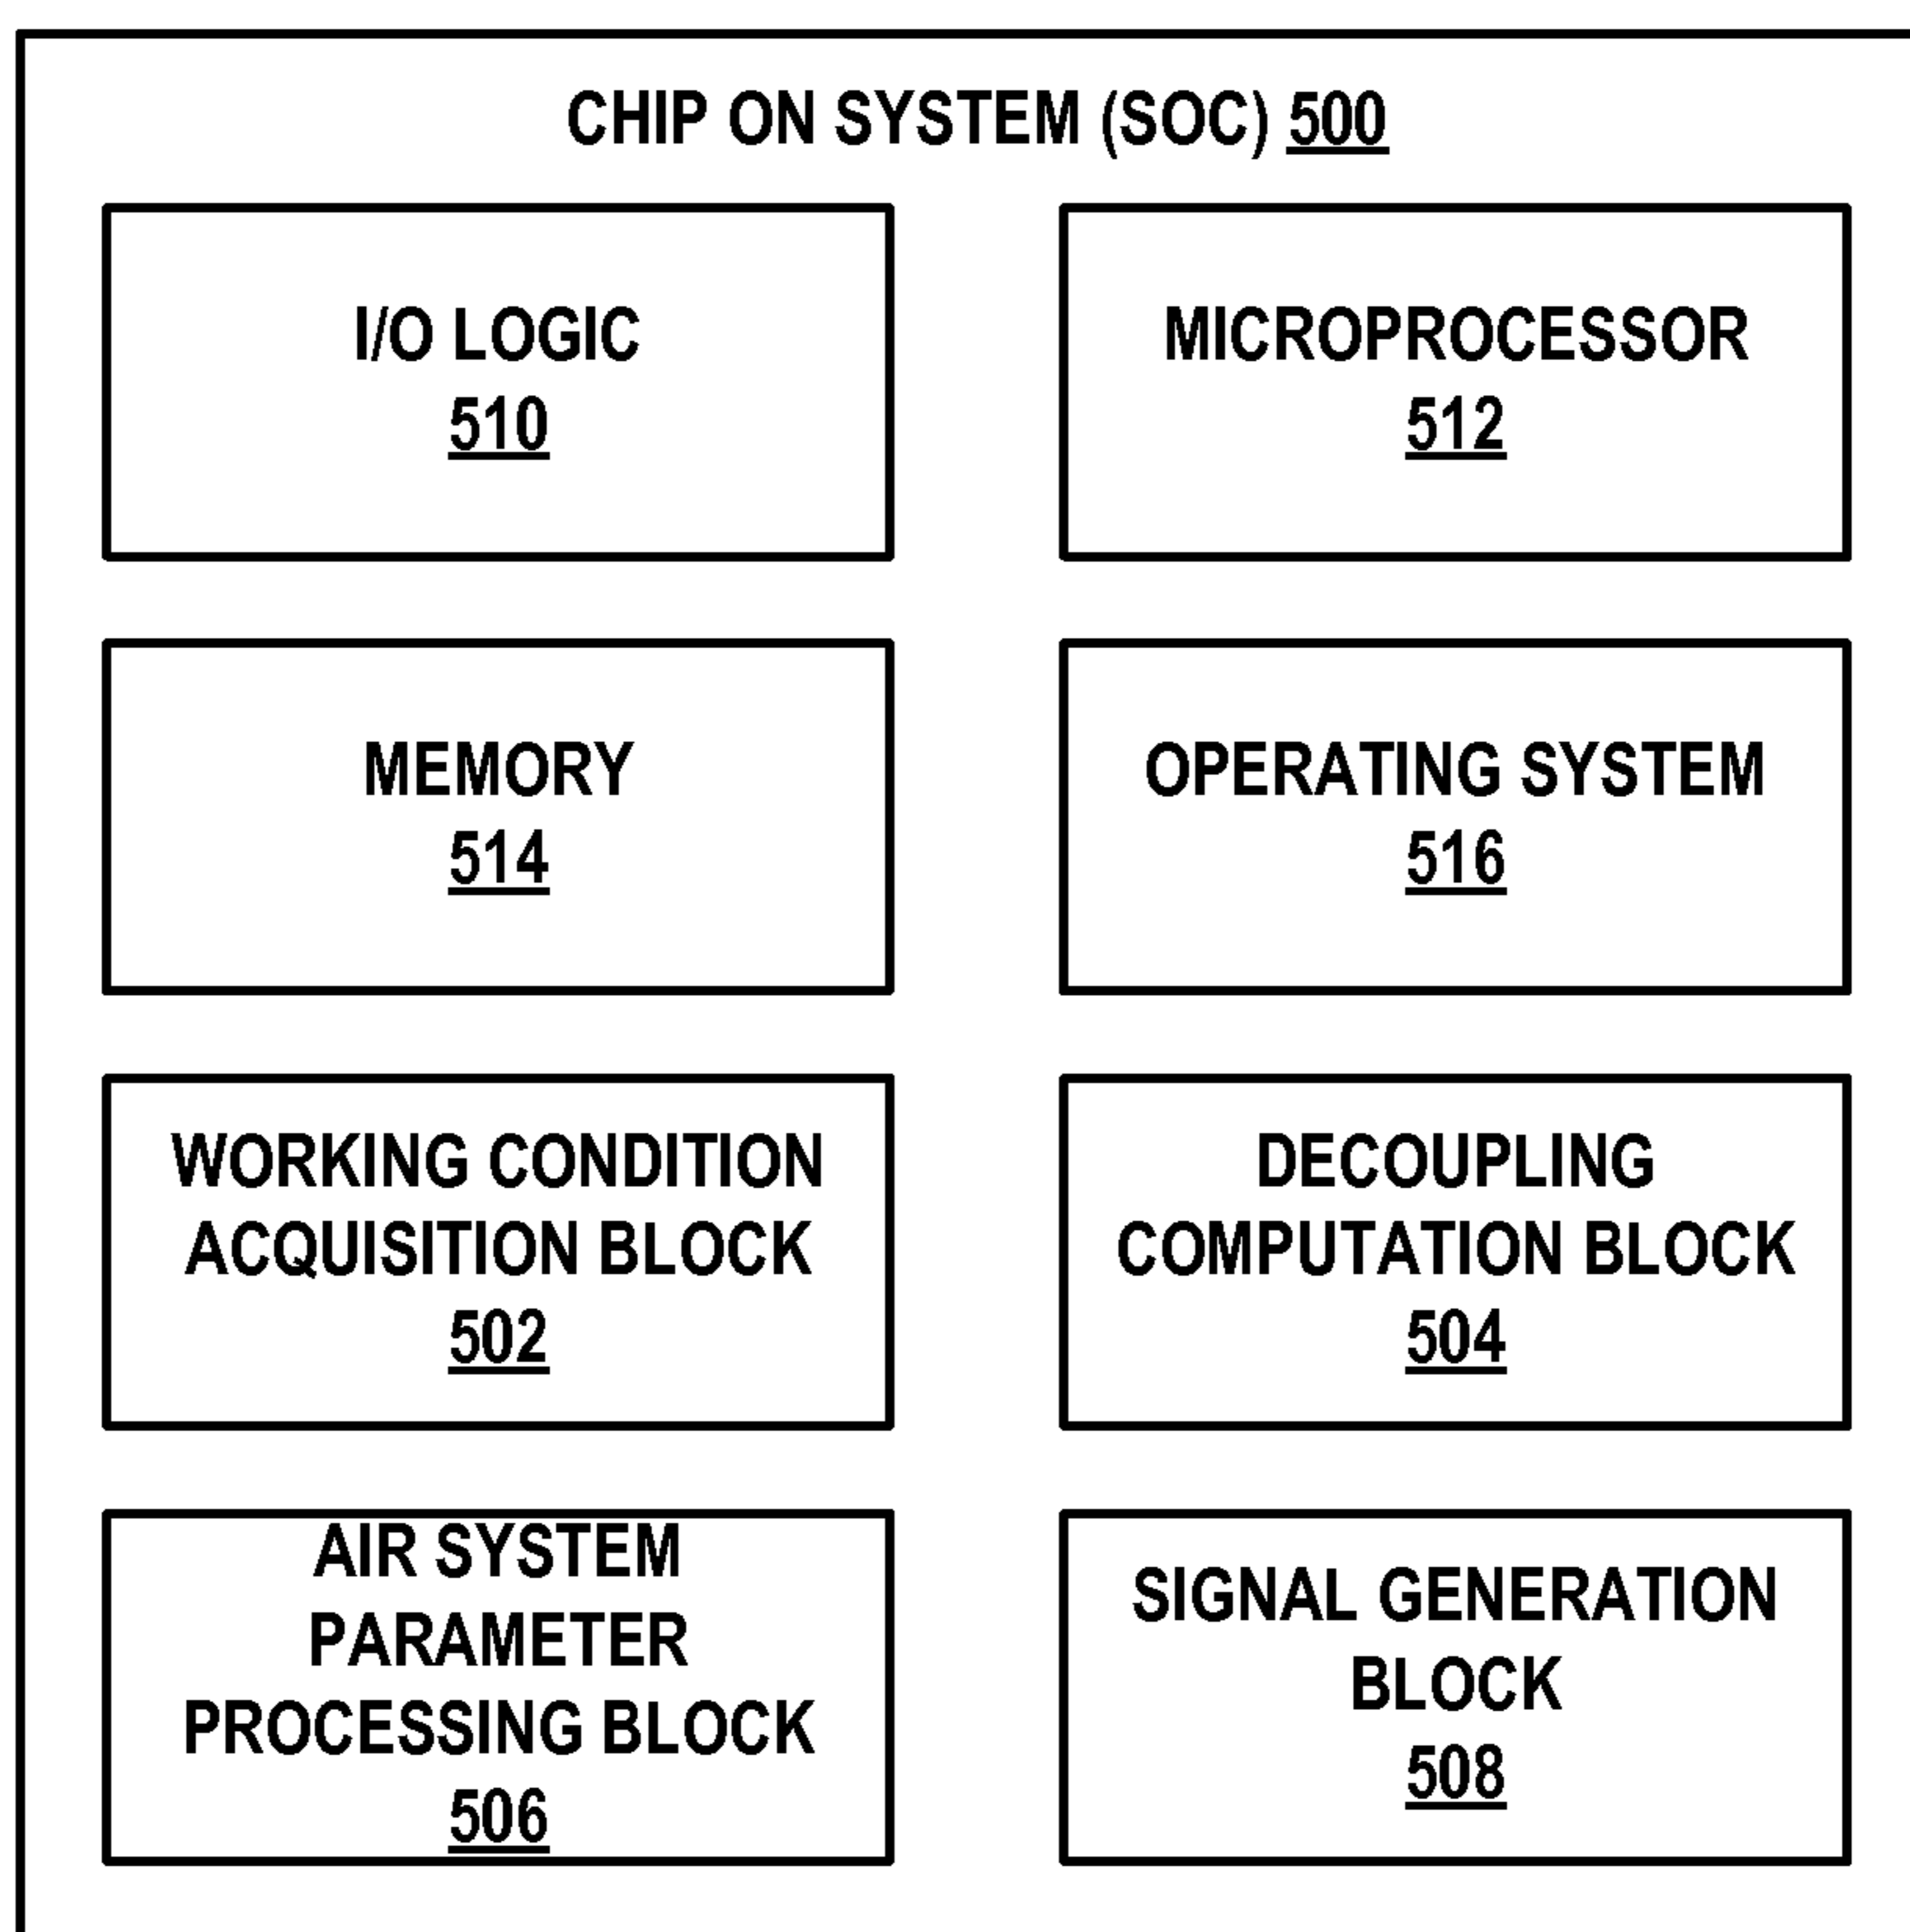 CHIP ON SYSTEM (SOC) 500
I/O LOGIC
510
MICROPROCESSOR
512
MEMORY
514
OPERATING SYSTEM
516
WORKING CONDITION
ACQUISITION BLOCK
502
DECOUPLING
COMPUTATION BLOCK
504
AIR SYSTEM
PARAMETER
PROCESSING BLOCK
506
SIGNAL GENERATION
BLOCK
508